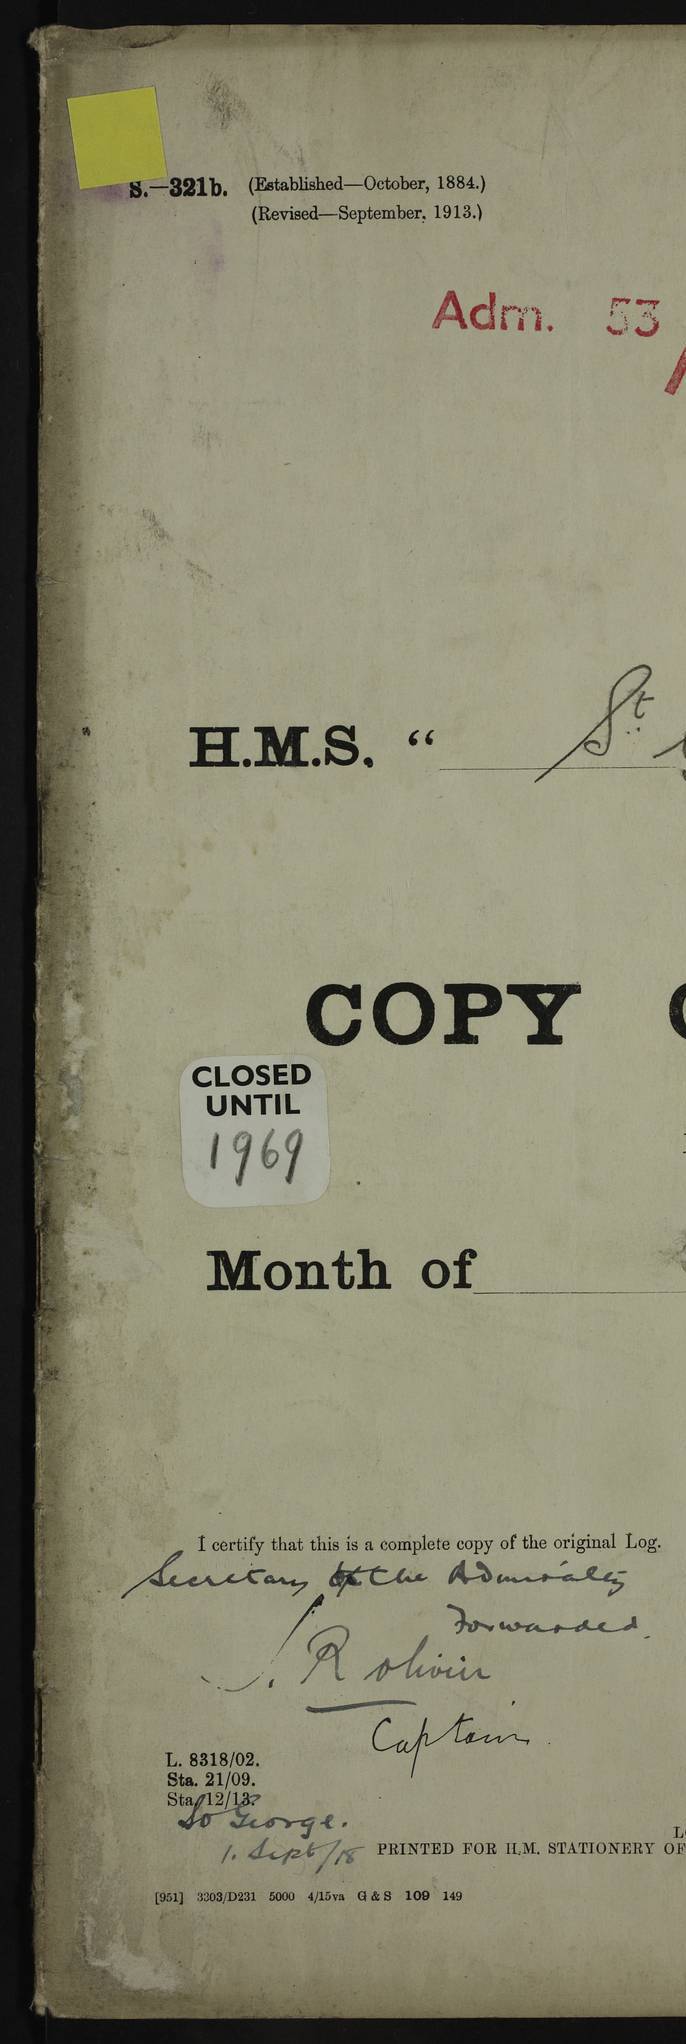 S.—321b. (Established—October, 1884.)
(Revised—September, 1913.)
Adm. 53
H.M.S. “ St
COPY
CLOSED
UNTIL
1969
Month of
I certify that this is a complete copy of the original Log.
Secretary of the Admiralty
Forwarded.
R olivier
Captain.
L. 8318/02.
Sta. 21/09.
Sta. 12/13.
St George.
1. Sept/18
PRINTED FOR H.M. STATIONERY OF
[951] 3303/D231 5000 4/15va G & S 109 149